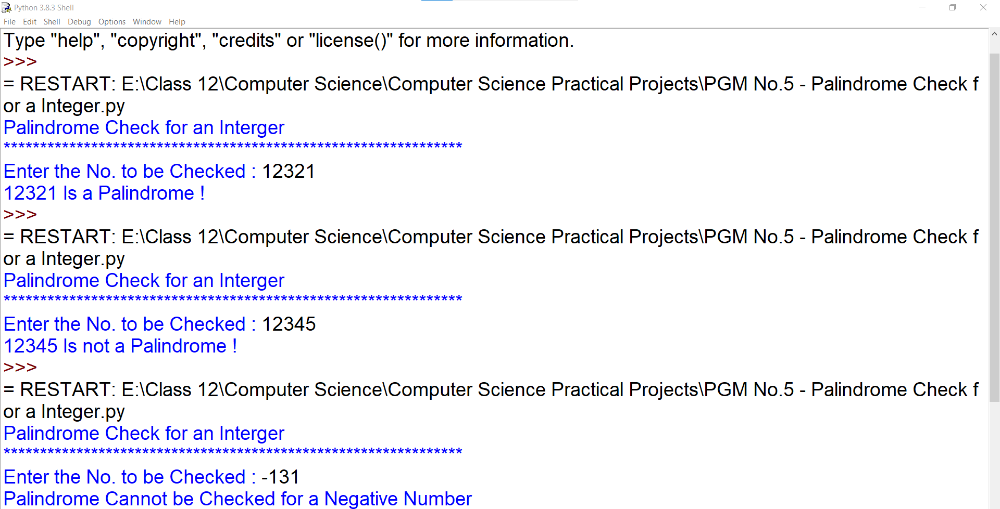 Python 3.8.3 Shell
File Edit Shell Debug Options Window Help
Type "help", "copyright", "credits" or "license()" for more information.
>>>
= RESTART: E:\Class 12\Computer Science\Computer Science Practical Projects\PGM No.5 - Palindrome Check f
or a Integer.py
Palindrome Check for an Interger
***************************************************************
Enter the No. to be Checked : 12321
12321 Is a Palindrome !
>>>
= RESTART: E:\Class 12\Computer Science\Computer Science Practical Projects\PGM No.5 - Palindrome Check f
or a Integer.py
Palindrome Check for an Interger
***************************************************************
Enter the No. to be Checked : 12345
12345 Is not a Palindrome !
>>>
= RESTART: E:\Class 12\Computer Science\Computer Science Practical Projects\PGM No.5 - Palindrome Check f
or a Integer.py
Palindrome Check for an Interger
***************************************************************
Enter the No. to be Checked : -131
Palindrome Cannot be Checked for a Negative Number